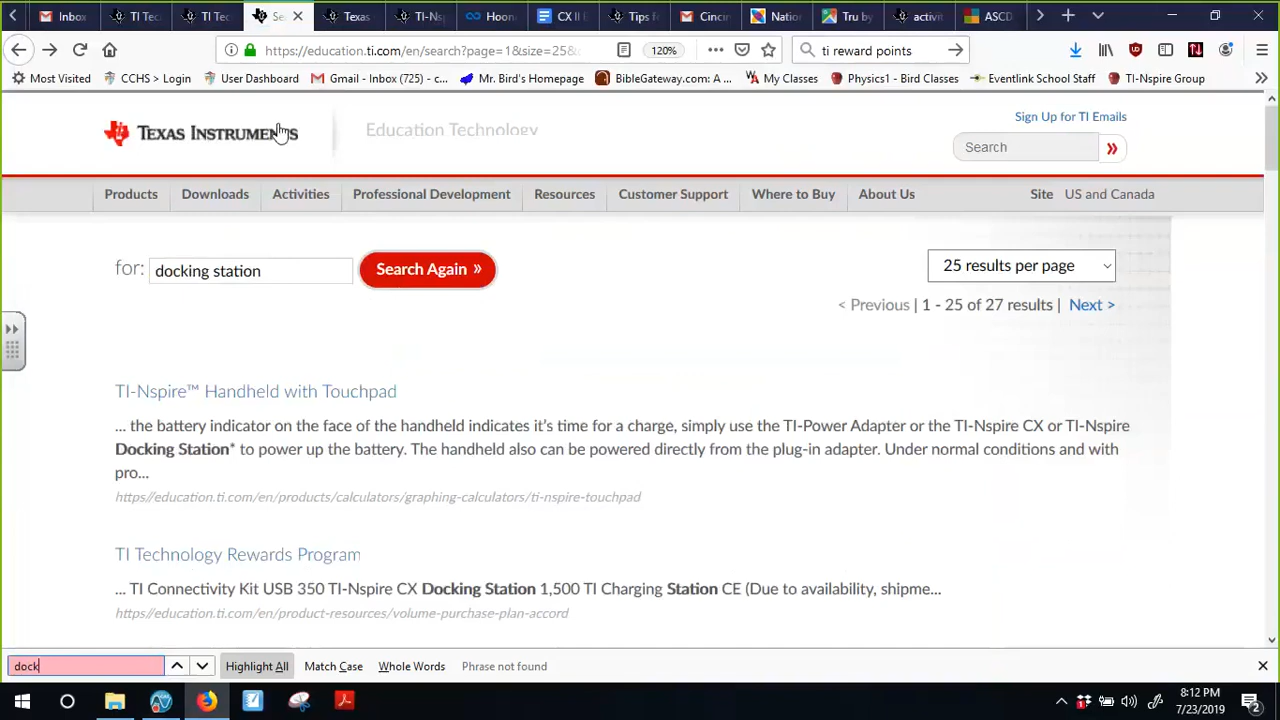 Inbox
TI Tec
TI Tec
Se
Texas
TI-Ns
Hoon
CX II E
Tips fo
Cincin
Nation
Tru by
activit
ASCD
https://education.ti.com/en/search?page=1&size=25&
120%
ti reward points
Most Visited
CCHS > Login
User Dashboard
Gmail - Inbox (725) - c...
Mr. Bird's Homepage
BibleGateway.com: A ...
My Classes
Physics1 - Bird Classes
Eventlink School Staff
TI-Nspire Group
TEXAS INSTRUMENTS
Education Technology
Sign Up for TI Emails
Search
Products
Downloads
Activities
Professional Development
Resources
Customer Support
Where to Buy
About Us
Site US and Canada
for: docking station
Search Again »
25 results per page
< Previous | 1 - 25 of 27 results | Next >
TI-Nspire™ Handheld with Touchpad
... the battery indicator on the face of the handheld indicates it's time for a charge, simply use the TI-Power Adapter or the TI-Nspire CX or TI-Nspire
Docking Station* to power up the battery. The handheld also can be powered directly from the plug-in adapter. Under normal conditions and with
pro...
https://education.ti.com/en/products/calculators/graphing-calculators/ti-nspire-touchpad
TI Technology Rewards Program
... TI Connectivity Kit USB 350 TI-Nspire CX Docking Station 1,500 TI Charging Station CE (Due to availability, shipme...
https://education.ti.com/en/product-resources/volume-purchase-plan-accord
dock
Highlight All
Match Case
Whole Words
Phrase not found
8:12 PM
7/23/2019
2